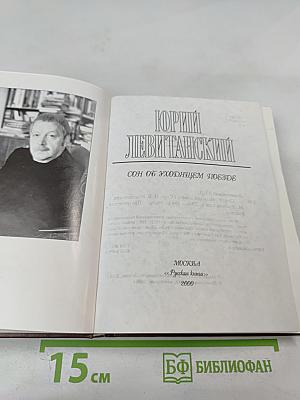 ЮРИЙ
ЛЕВИТАНСКИЙ
СОН ОБ УХОДЯЩЕМ ПОЕЗДЕ
МОСКВА
«Русская книга»
2000
15 см
БФ БИБЛИОФАН